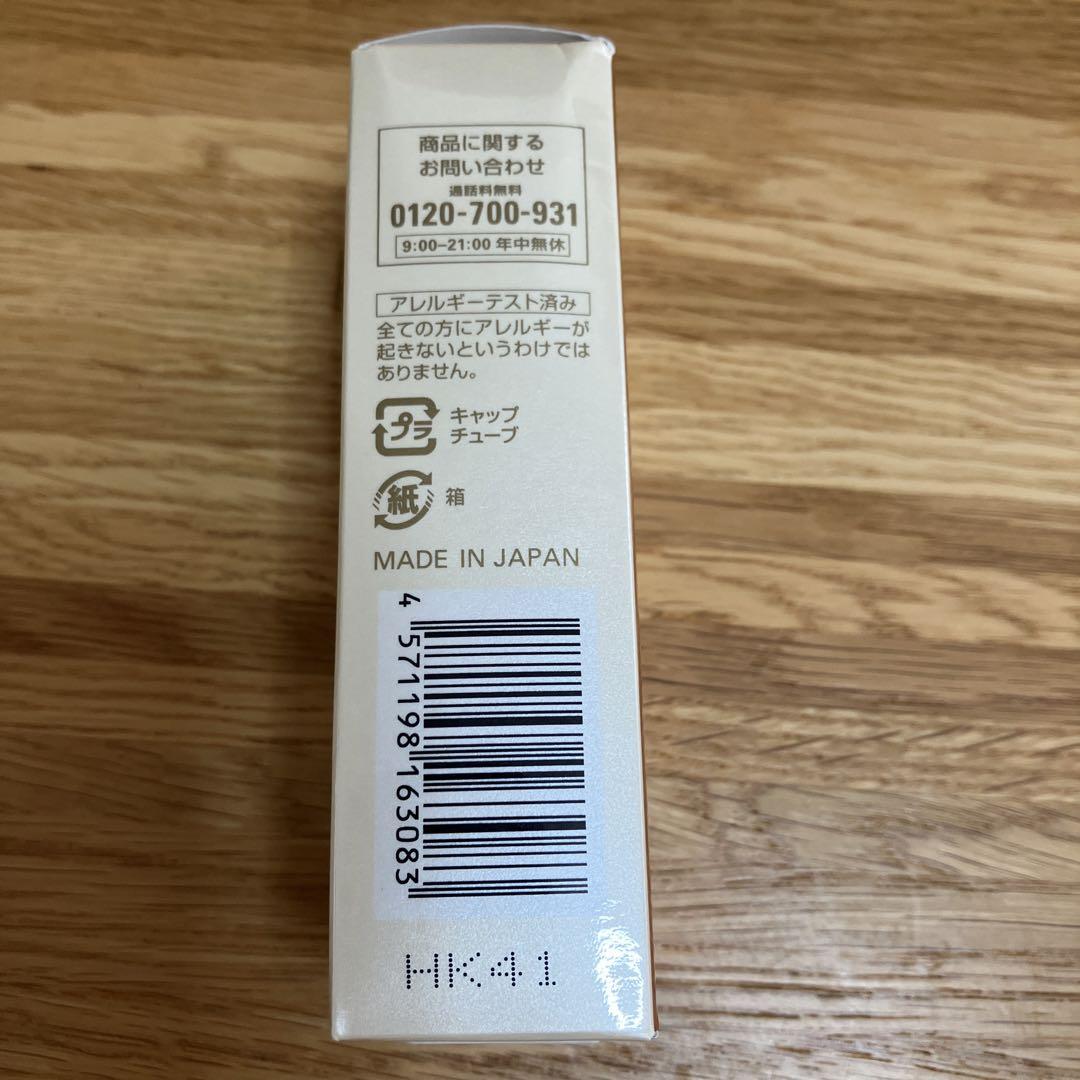 商品に関する
お問い合わせ
通話料無料
0120-700-931
9:00–21:00 年中無休
アレルギーテスト済み
全ての方にアレルギーが
起きないというわけでは
ありません。
プラ
キャップ
チューブ
紙
箱
MADE IN JAPAN
4 571198 163083
HK41